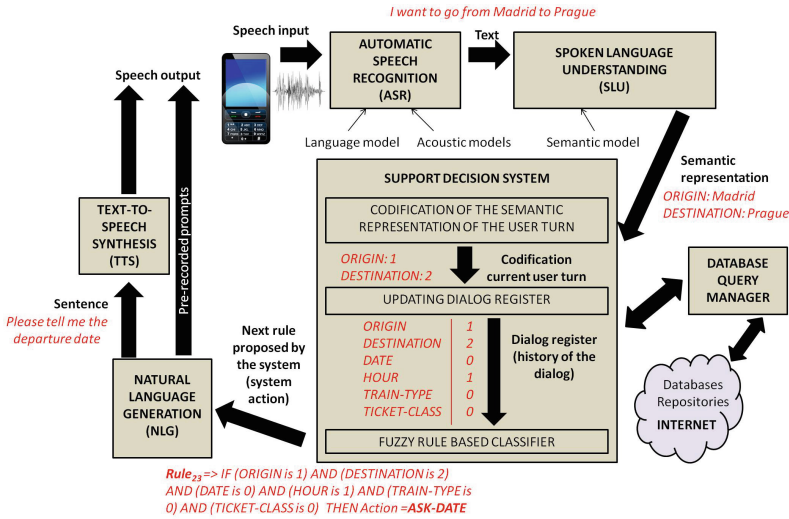 I want to go from Madrid to Prague
Speech input
AUTOMATIC
SPEECH
RECOGNITION
(ASR)
Text
SPOKEN LANGUAGE
UNDERSTANDING
(SLU)
Speech output
Language model
Acoustic models
Semantic model
Semantic
representation
ORIGIN: Madrid
DESTINATION: Prague
SUPPORT DECISION SYSTEM
CODIFICATION OF THE SEMANTIC
REPRESENTATION OF THE USER TURN
ORIGIN: 1
DESTINATION: 2
Codification
current user turn
UPDATING DIALOG REGISTER
ORIGIN 1
DESTINATION 2
DATE 0
HOUR 1
TRAIN-TYPE 0
TICKET-CLASS 0
Dialog register
(history of the
dialog)
FUZZY RULE BASED CLASSIFIER
DATABASE
QUERY
MANAGER
Databases
Repositories
INTERNET
TEXT-TO-
SPEECH
SYNTHESIS
(TTS)
Pre-recorded prompts
Sentence
Please tell me the
departure date
Next rule
proposed by
the system
(system
action)
NATURAL
LANGUAGE
GENERATION
(NLG)
Rule23=> IF (ORIGIN is 1) AND (DESTINATION is 2)
AND (DATE is 0) AND (HOUR is 1) AND (TRAIN-TYPE is
0) AND (TICKET-CLASS is 0) THEN Action =ASK-DATE